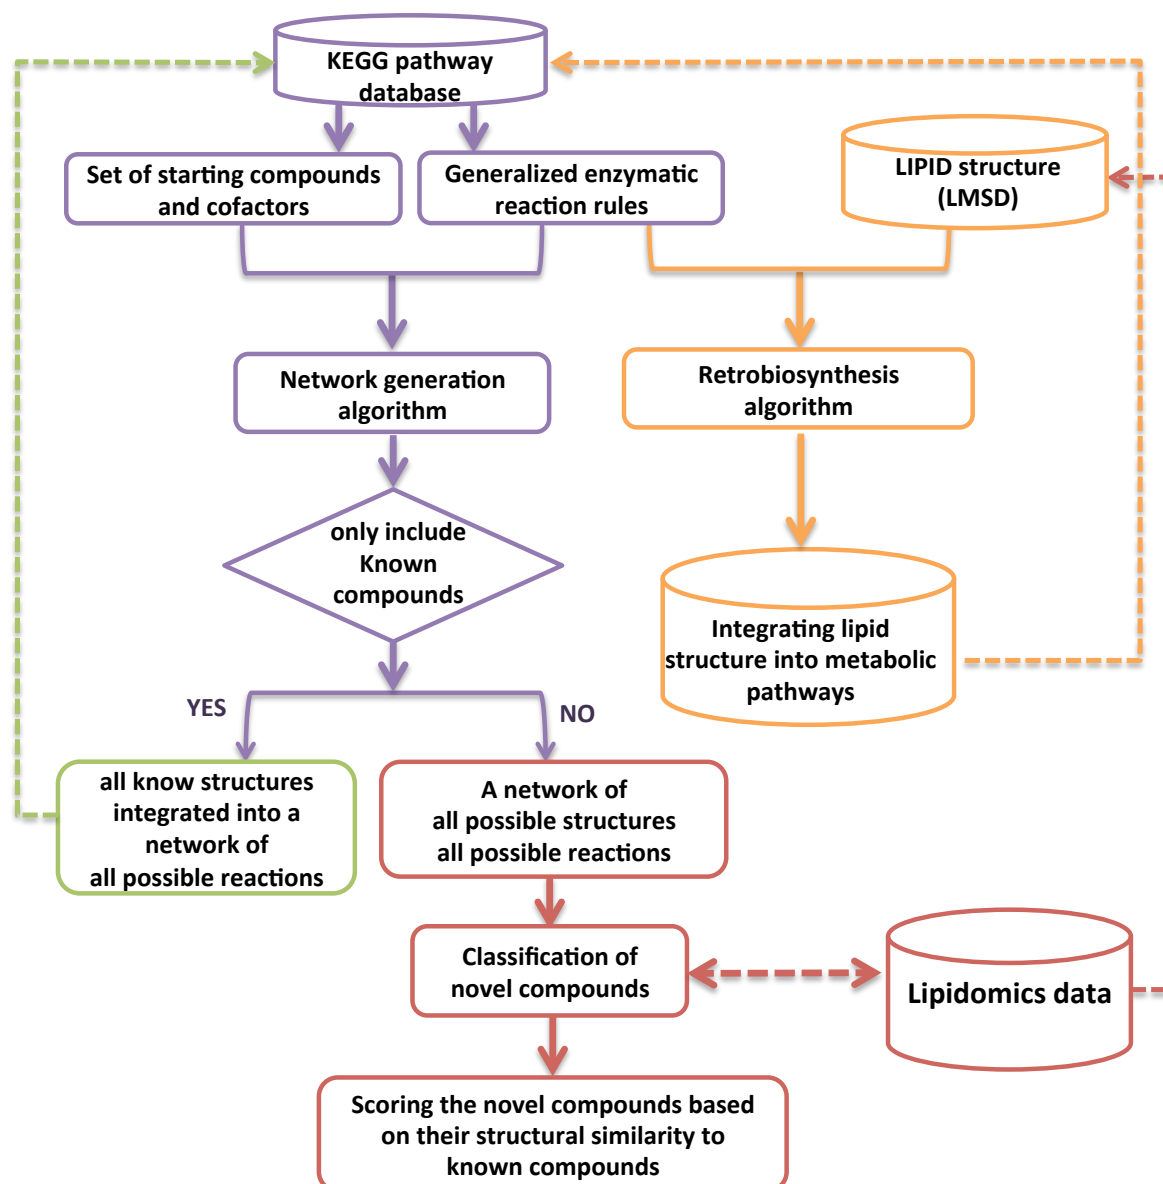 KEGG pathway
database
Set of starting compounds
and cofactors
Generalized enzymatic
reaction rules
LIPID structure
(LMSD)
Network generation
algorithm
Retrobiosynthesis
algorithm
only include
Known
compounds
Integrating lipid
structure into metabolic
pathways
YES
NO
all know structures
integrated into a
network of
all possible reactions
A network of
all possible structures
all possible reactions
Classification of
novel compounds
Lipidomics data
Scoring the novel compounds based
on their structural similarity to
known compounds